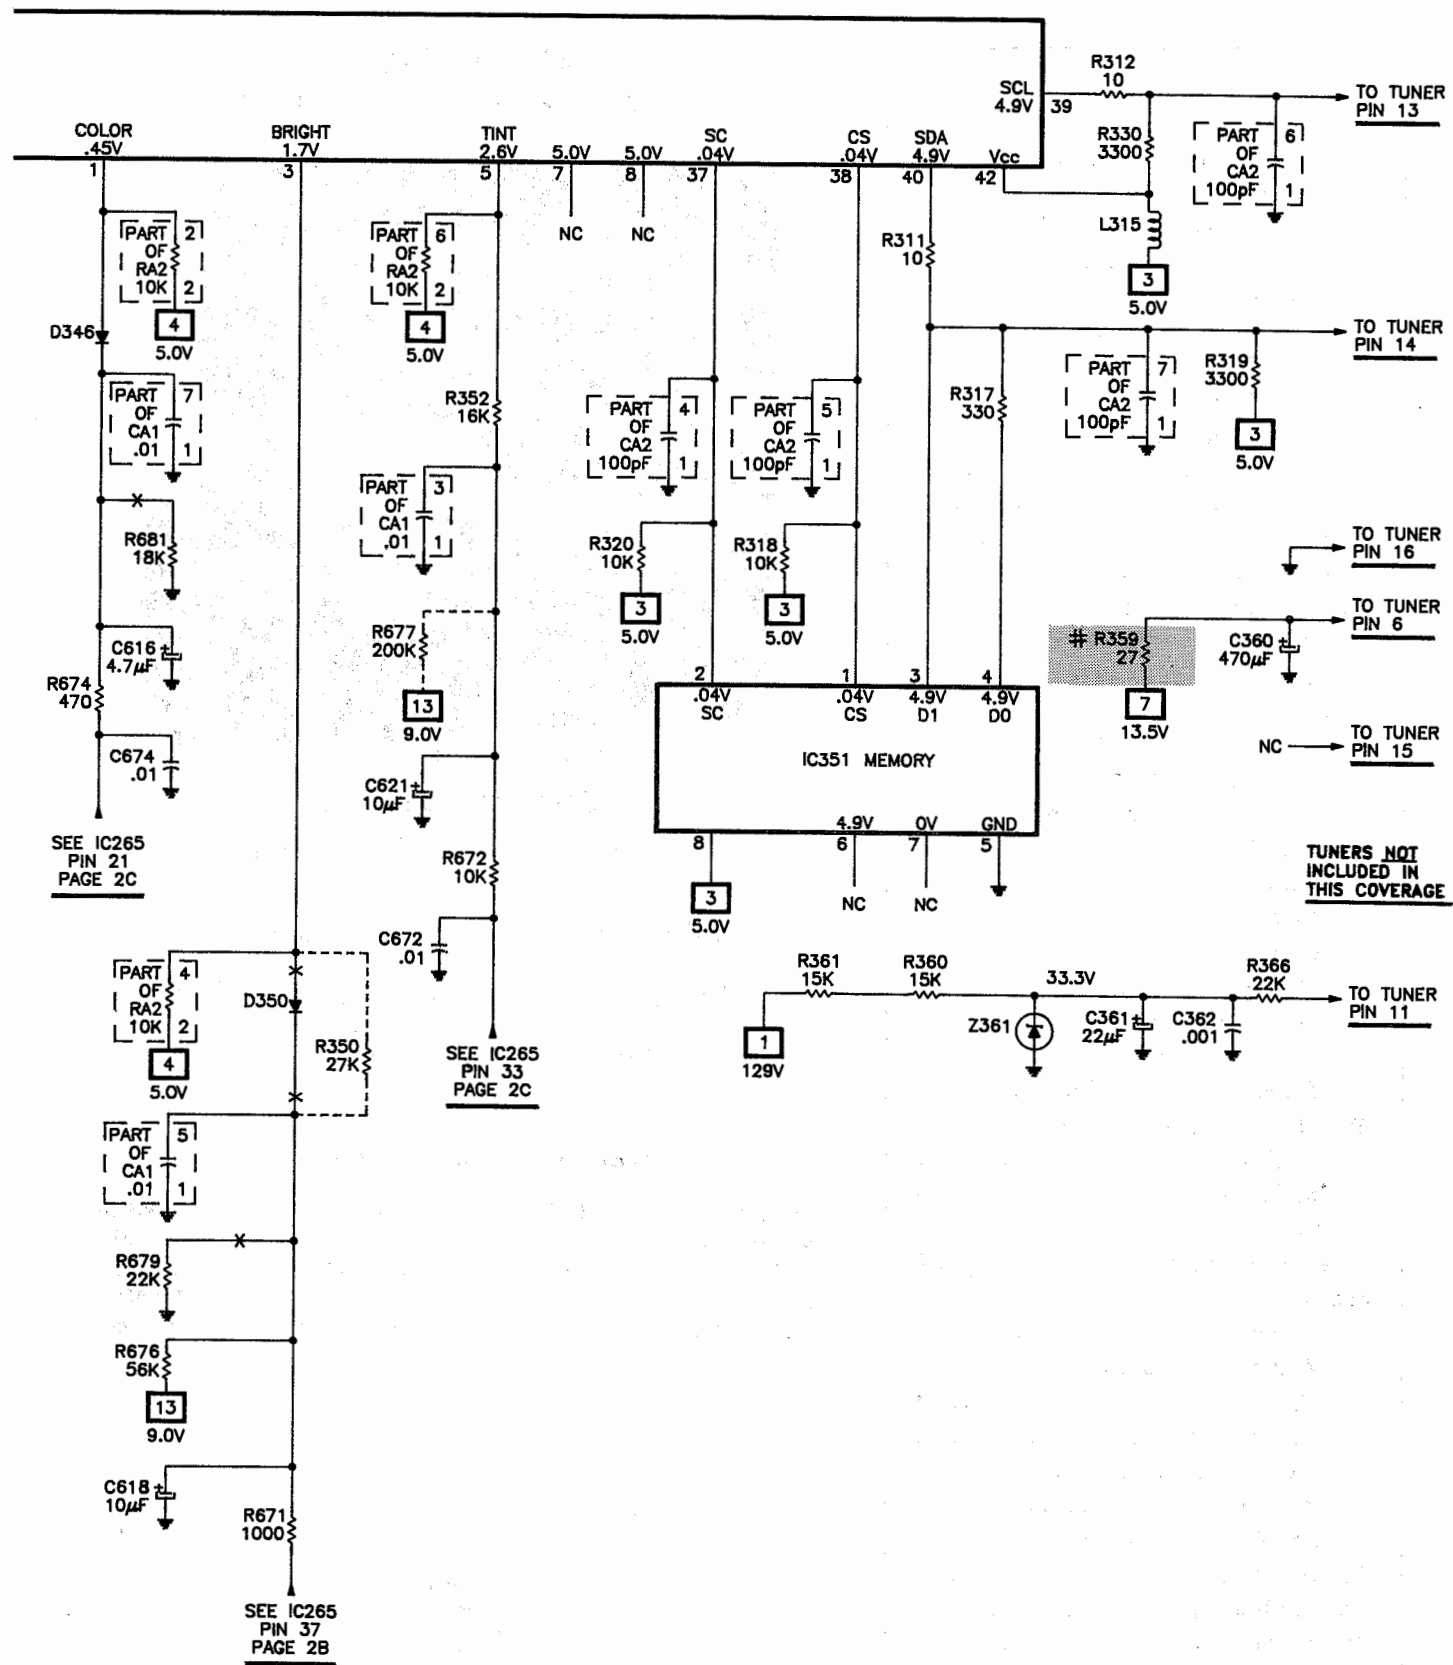 COLOR
.45V
1
BRIGHT
1.7V
3
TINT
2.6V
5
5.0V
7
5.0V
8
SC
.04V
37
CS
.04V
38
SDA
4.9V
40
Vcc
42
SCL
4.9V
39
R312
10
TO TUNER
PIN 13
R330
3300
PART 6
OF
CA2
100pF 1
L315
3
5.0V
NC
NC
R311
10
PART 2
OF
RA2
10K 2
4
5.0V
D346
PART 6
OF
RA2
10K 2
4
5.0V
TO TUNER
PIN 14
PART 7
OF
CA1
.01 1
R352
16K
PART 4
OF
CA2
100pF 1
PART 5
OF
CA2
100pF 1
R317
330
PART 7
OF
CA2
100pF 1
R319
3300
3
5.0V
R681
18K
PART 3
OF
CA1
.01 1
R320
10K
3
5.0V
R318
10K
3
5.0V
TO TUNER
PIN 16
TO TUNER
PIN 6
C616 +
4.7µF
R677
200K
13
9.0V
# R359
27
7
13.5V
C360 +
470µF
R674
470
C674
.01
SEE IC265
PIN 21
PAGE 2C
C621 +
10µF
2
.04V
SC
1
.04V
CS
3
4.9V
D1
4
4.9V
D0
IC351 MEMORY
8
4.9V
6
0V
7
GND
5
3
5.0V
NC
NC
TO TUNER
NC PIN 15
TUNERS NOT
INCLUDED IN
THIS COVERAGE
R672
10K
C672
.01
SEE IC265
PIN 33
PAGE 2C
PART 4
OF
RA2
10K 2
4
5.0V
D350
R350
27K
R361
15K
R360
15K
33.3V
R366
22K
1
129V
Z361
C361 +
22µF
C362
.001
TO TUNER
PIN 11
PART 5
OF
CA1
.01 1
R679
22K
R676
56K
13
9.0V
C618 +
10µF
R671
1000
SEE IC265
PIN 37
PAGE 2B